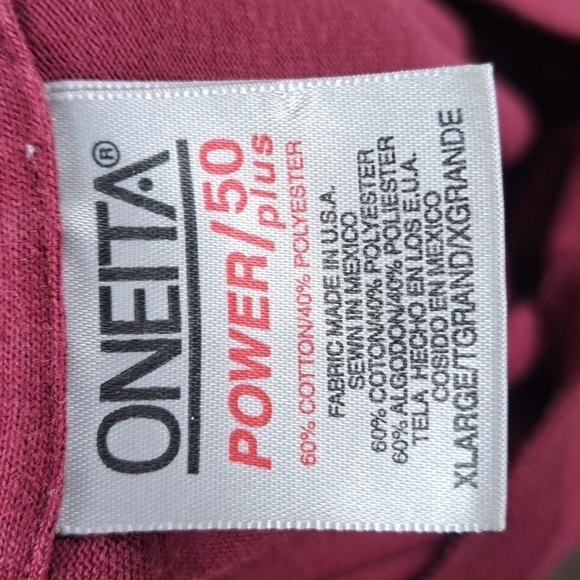 ONEITA®
POWER/50
plus
60% COTTON/40% POLYESTER
FABRIC MADE IN U.S.A.
SEWN IN MEXICO
60% COTON/40% POLYESTER
60% ALGODON/40% POLIESTER
TELA HECHO EN LOS E.U.A.
COSIDO EN MEXICO
XLARGE/TGRAND/XGRANDE